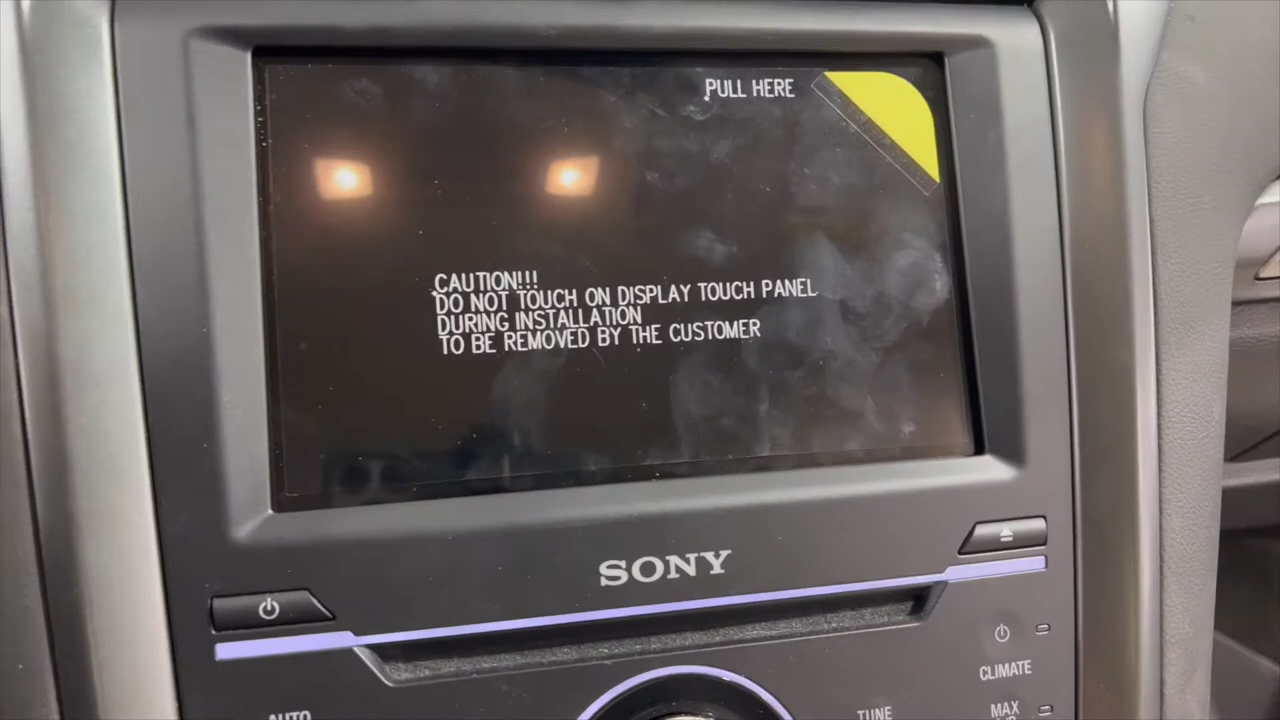 PULL HERE
CAUTION!!!
DO NOT TOUCH ON DISPLAY TOUCH PANEL
DURING INSTALLATION
TO BE REMOVED BY THE CUSTOMER
SONY
CLIMATE
AUTO
TUNE
MAX